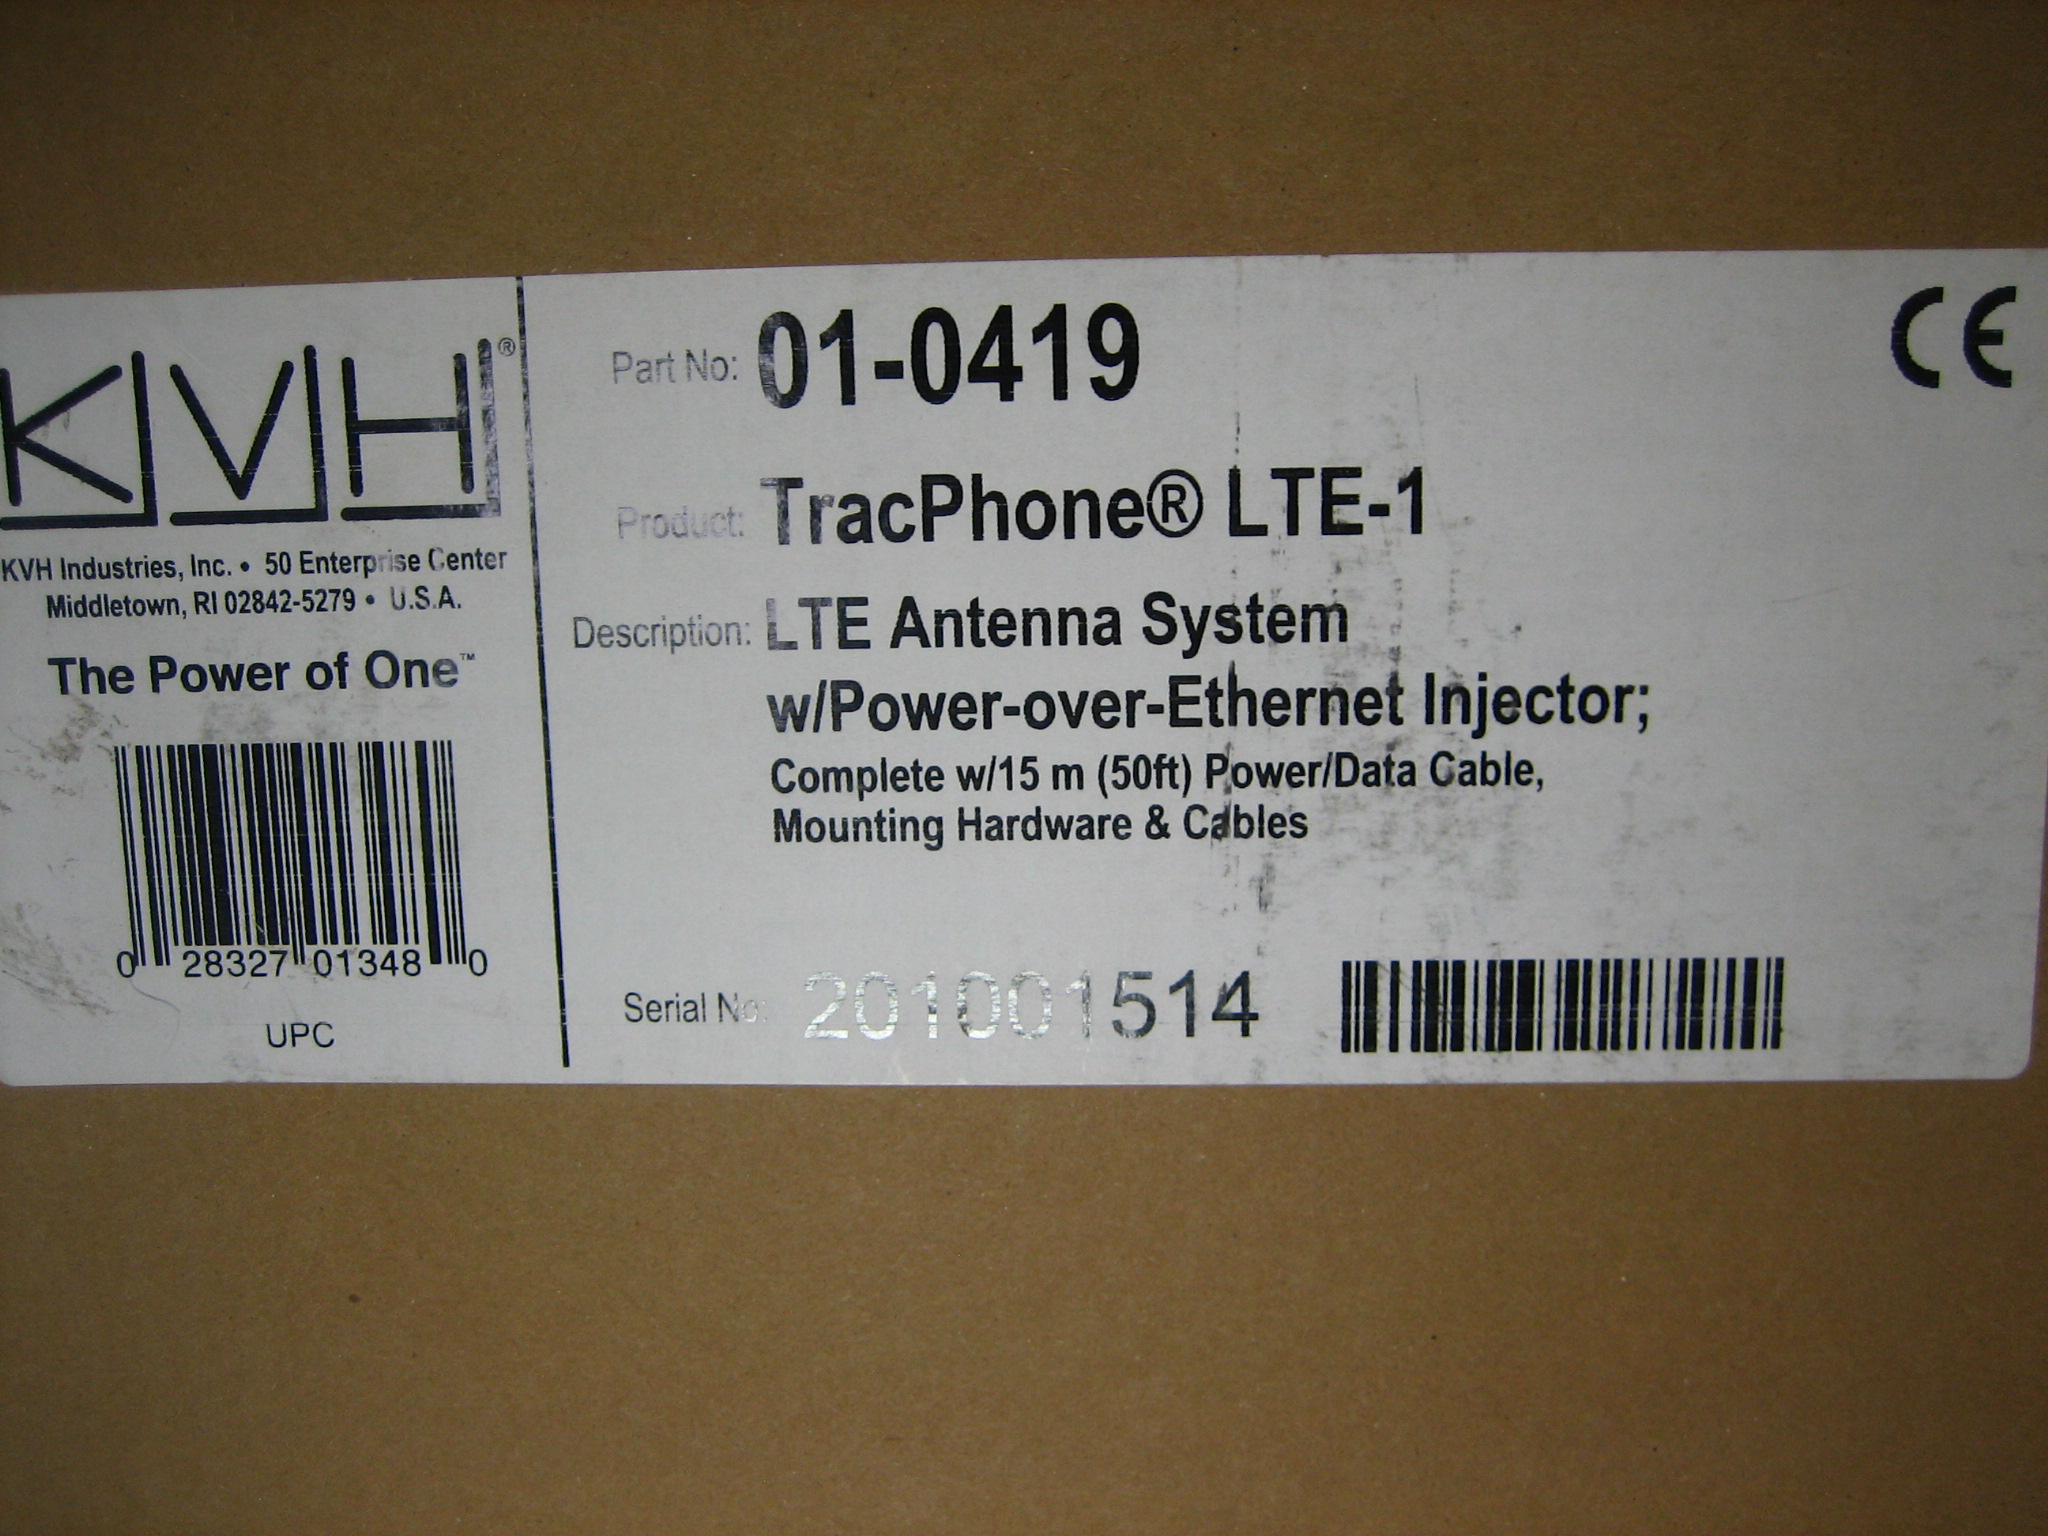 KVH®
KVH Industries, Inc. • 50 Enterprise Center
Middletown, RI 02842-5279 • U.S.A.
The Power of One™
0 28327 01348 0
UPC
Part No: 01-0419
Product: TracPhone® LTE-1
Description: LTE Antenna System
w/Power-over-Ethernet Injector;
Complete w/15 m (50ft) Power/Data Cable,
Mounting Hardware & Cables
Serial No: 201001514
CE